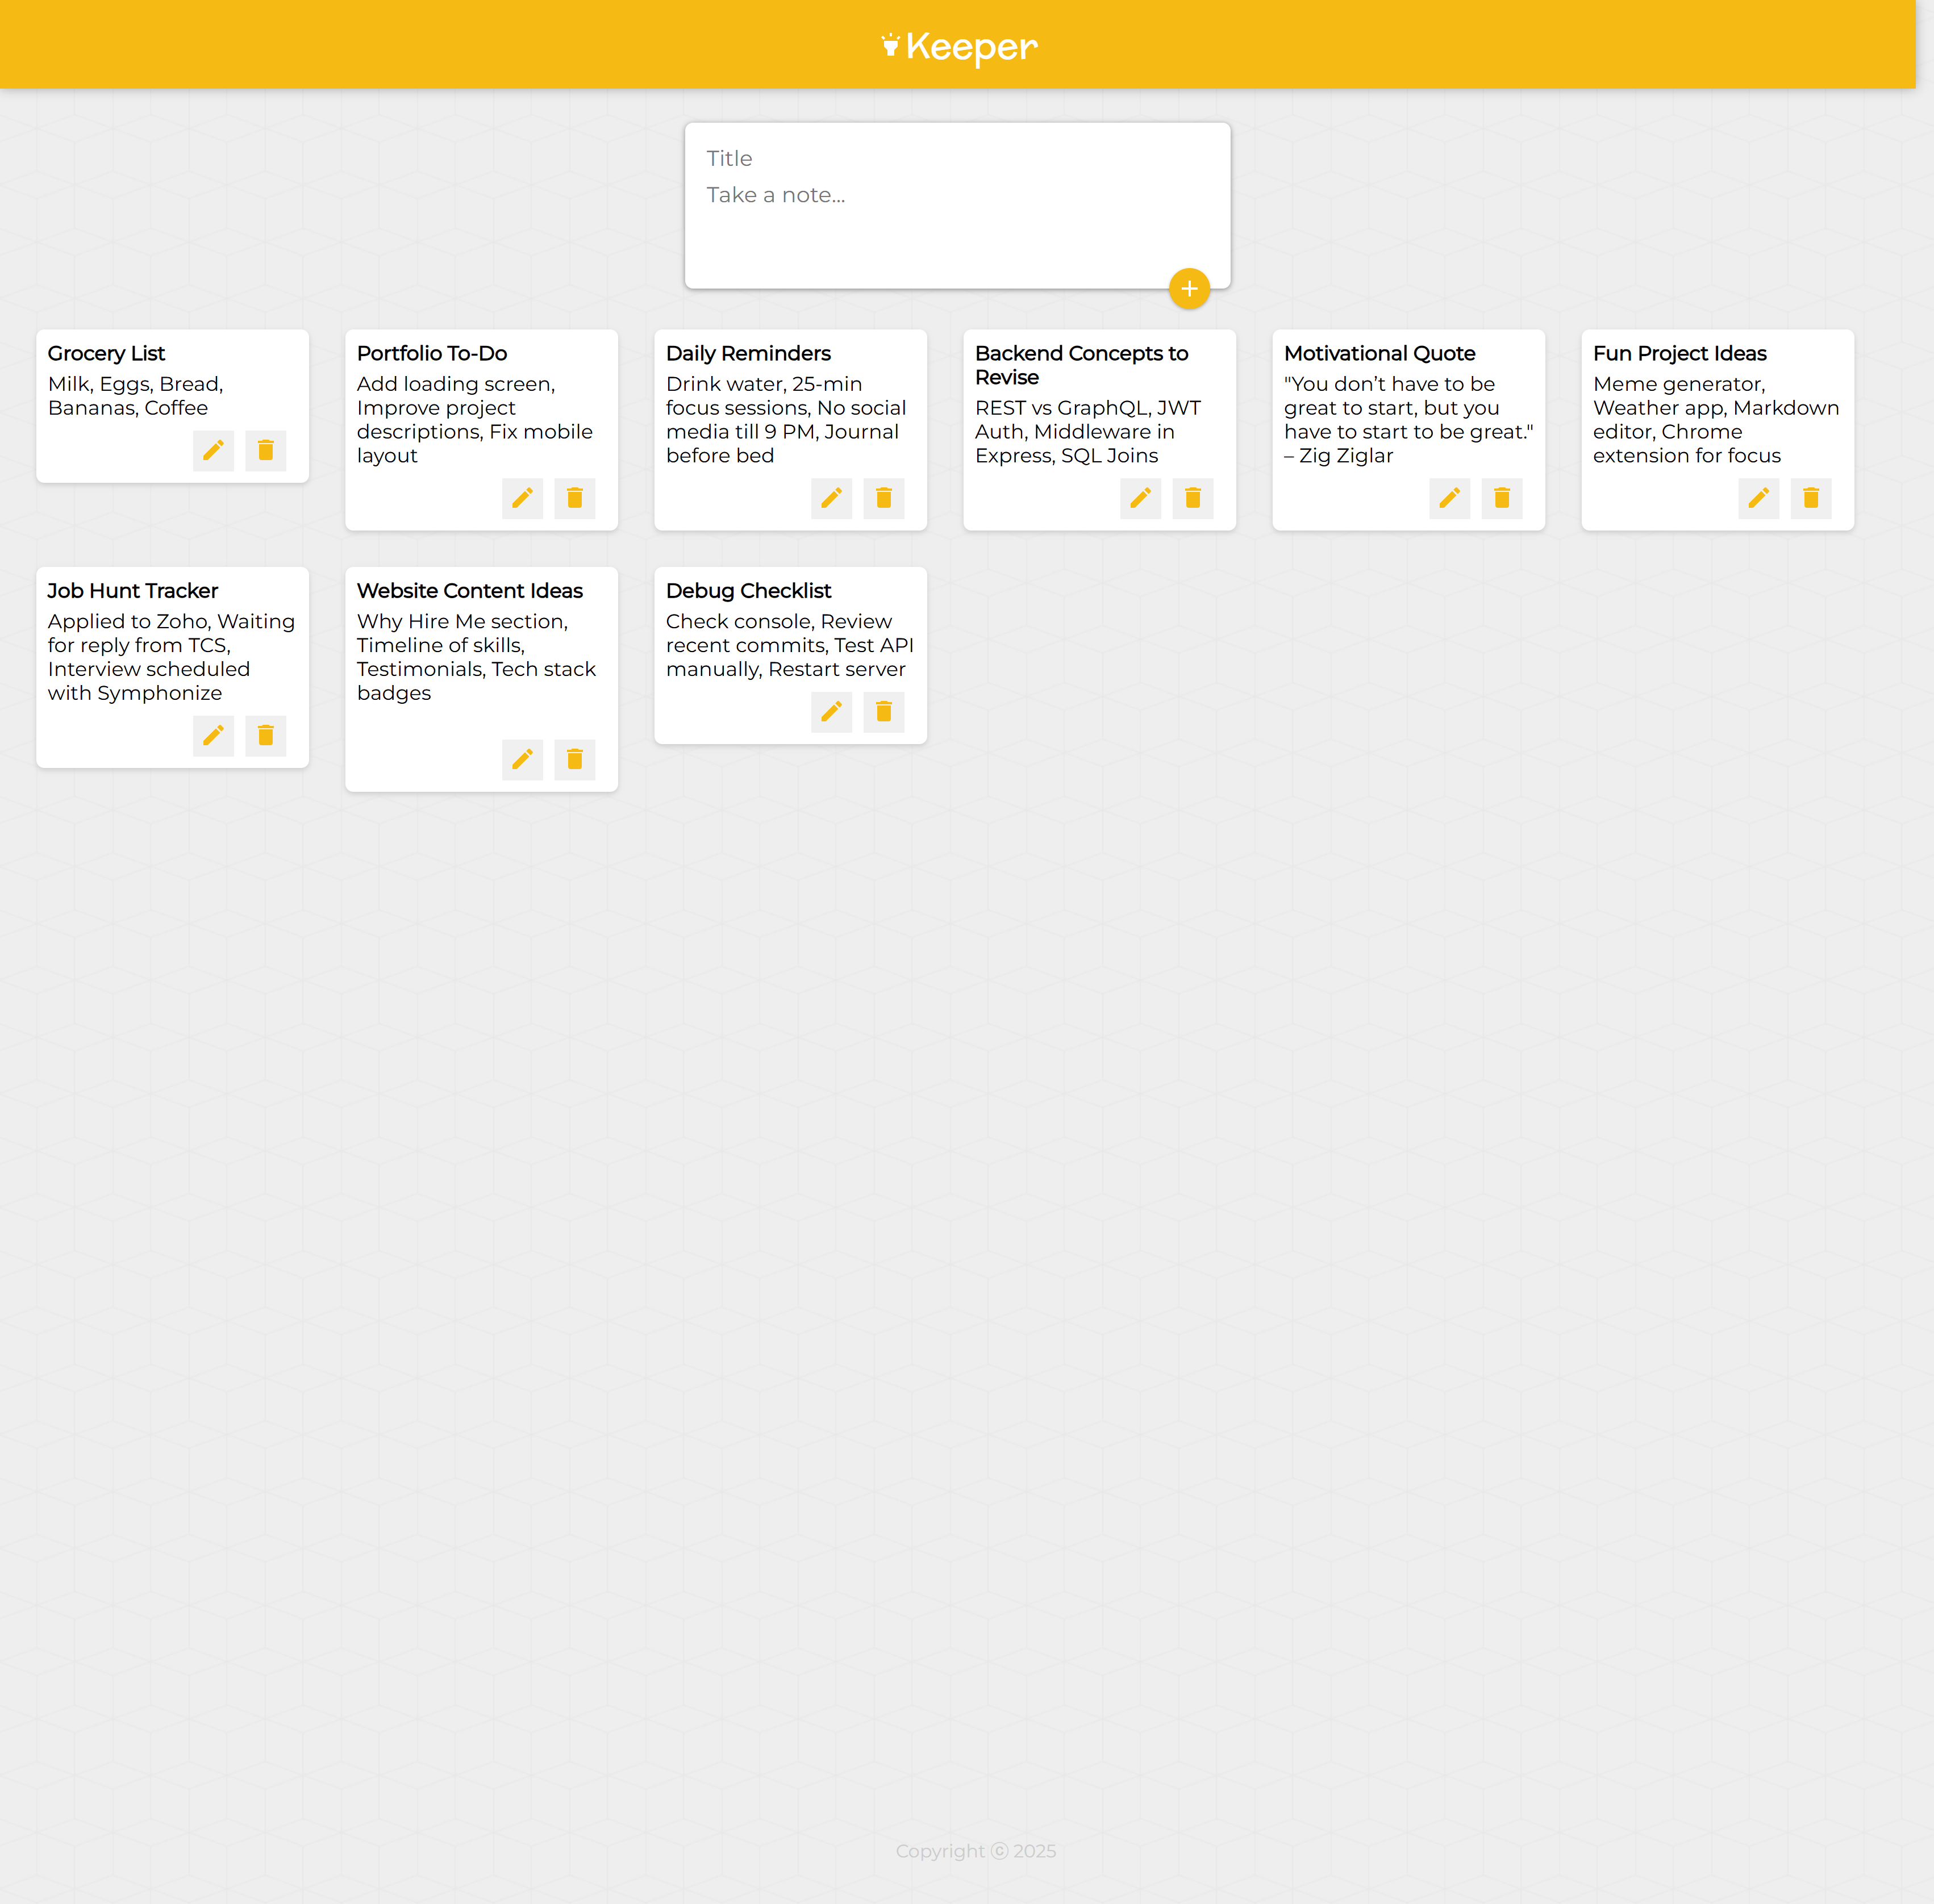 Keeper
Title
Take a note...
Grocery List
Milk, Eggs, Bread,
Bananas, Coffee
Portfolio To-Do
Add loading screen,
Improve project
descriptions, Fix mobile
layout
Daily Reminders
Drink water, 25-min
focus sessions, No social
media till 9 PM, Journal
before bed
Backend Concepts to
Revise
REST vs GraphQL, JWT
Auth, Middleware in
Express, SQL Joins
Motivational Quote
"You don’t have to be
great to start, but you
have to start to be great."
– Zig Ziglar
Fun Project Ideas
Meme generator,
Weather app, Markdown
editor, Chrome
extension for focus
Job Hunt Tracker
Applied to Zoho, Waiting
for reply from TCS,
Interview scheduled
with Symphonize
Website Content Ideas
Why Hire Me section,
Timeline of skills,
Testimonials, Tech stack
badges
Debug Checklist
Check console, Review
recent commits, Test API
manually, Restart server
Copyright ⓒ 2025